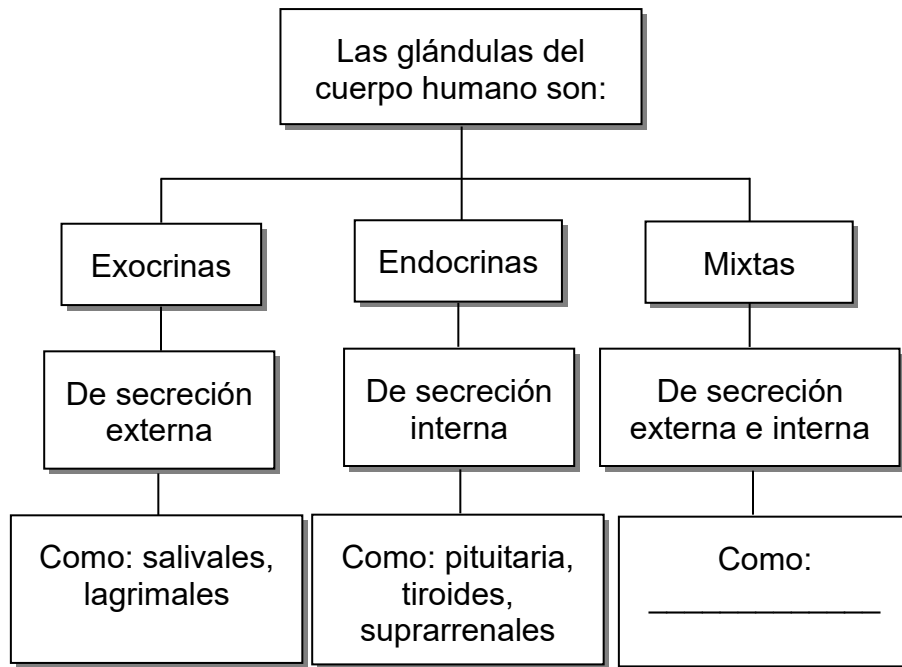 Las glándulas del
cuerpo humano son:
Exocrinas
Endocrinas
Mixtas
De secreción
externa
De secreción
interna
De secreción
externa e interna
Como: salivales,
lagrimales
Como: pituitaria,
tiroides,
suprarrenales
Como:
_______________